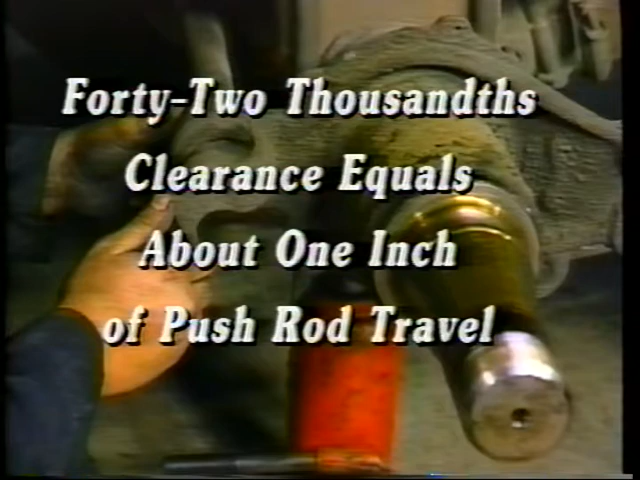 Forty-Two Thousandths
Clearance Equals
About One Inch
of Push Rod Travel